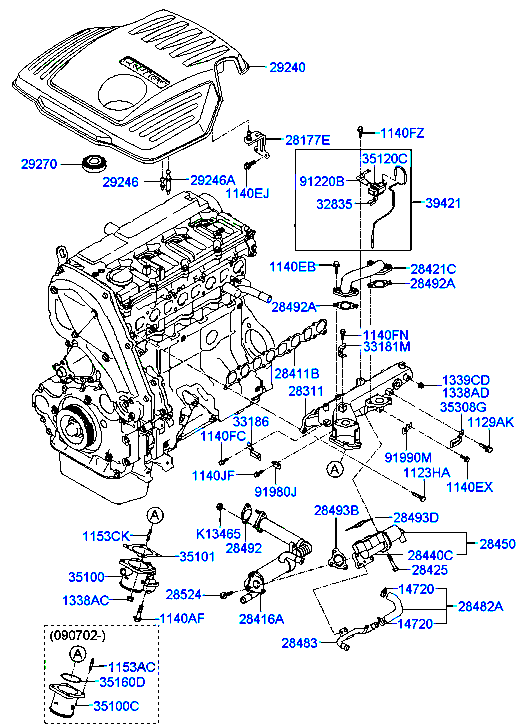 29240
1140FZ
28177E
35120C
29270
91220B
29246
29246A
1140EJ
32835
39421
1140EB
28421C
28492A
28492A
1140FN
33181M
28411B
28311
1339CD
1338AD
35308G
33186
1129AK
1140FC
91990M
1140JF
1123HA
91980J
A
1140EX
28493B
A
28493D
1153CK
K13465
28492
28450
35101
28440C
35100
28425
1338AC
28524
14720
28416A
28482A
1140AF
14720
28483
(090702-)
A
1153AC
35160D
35100C